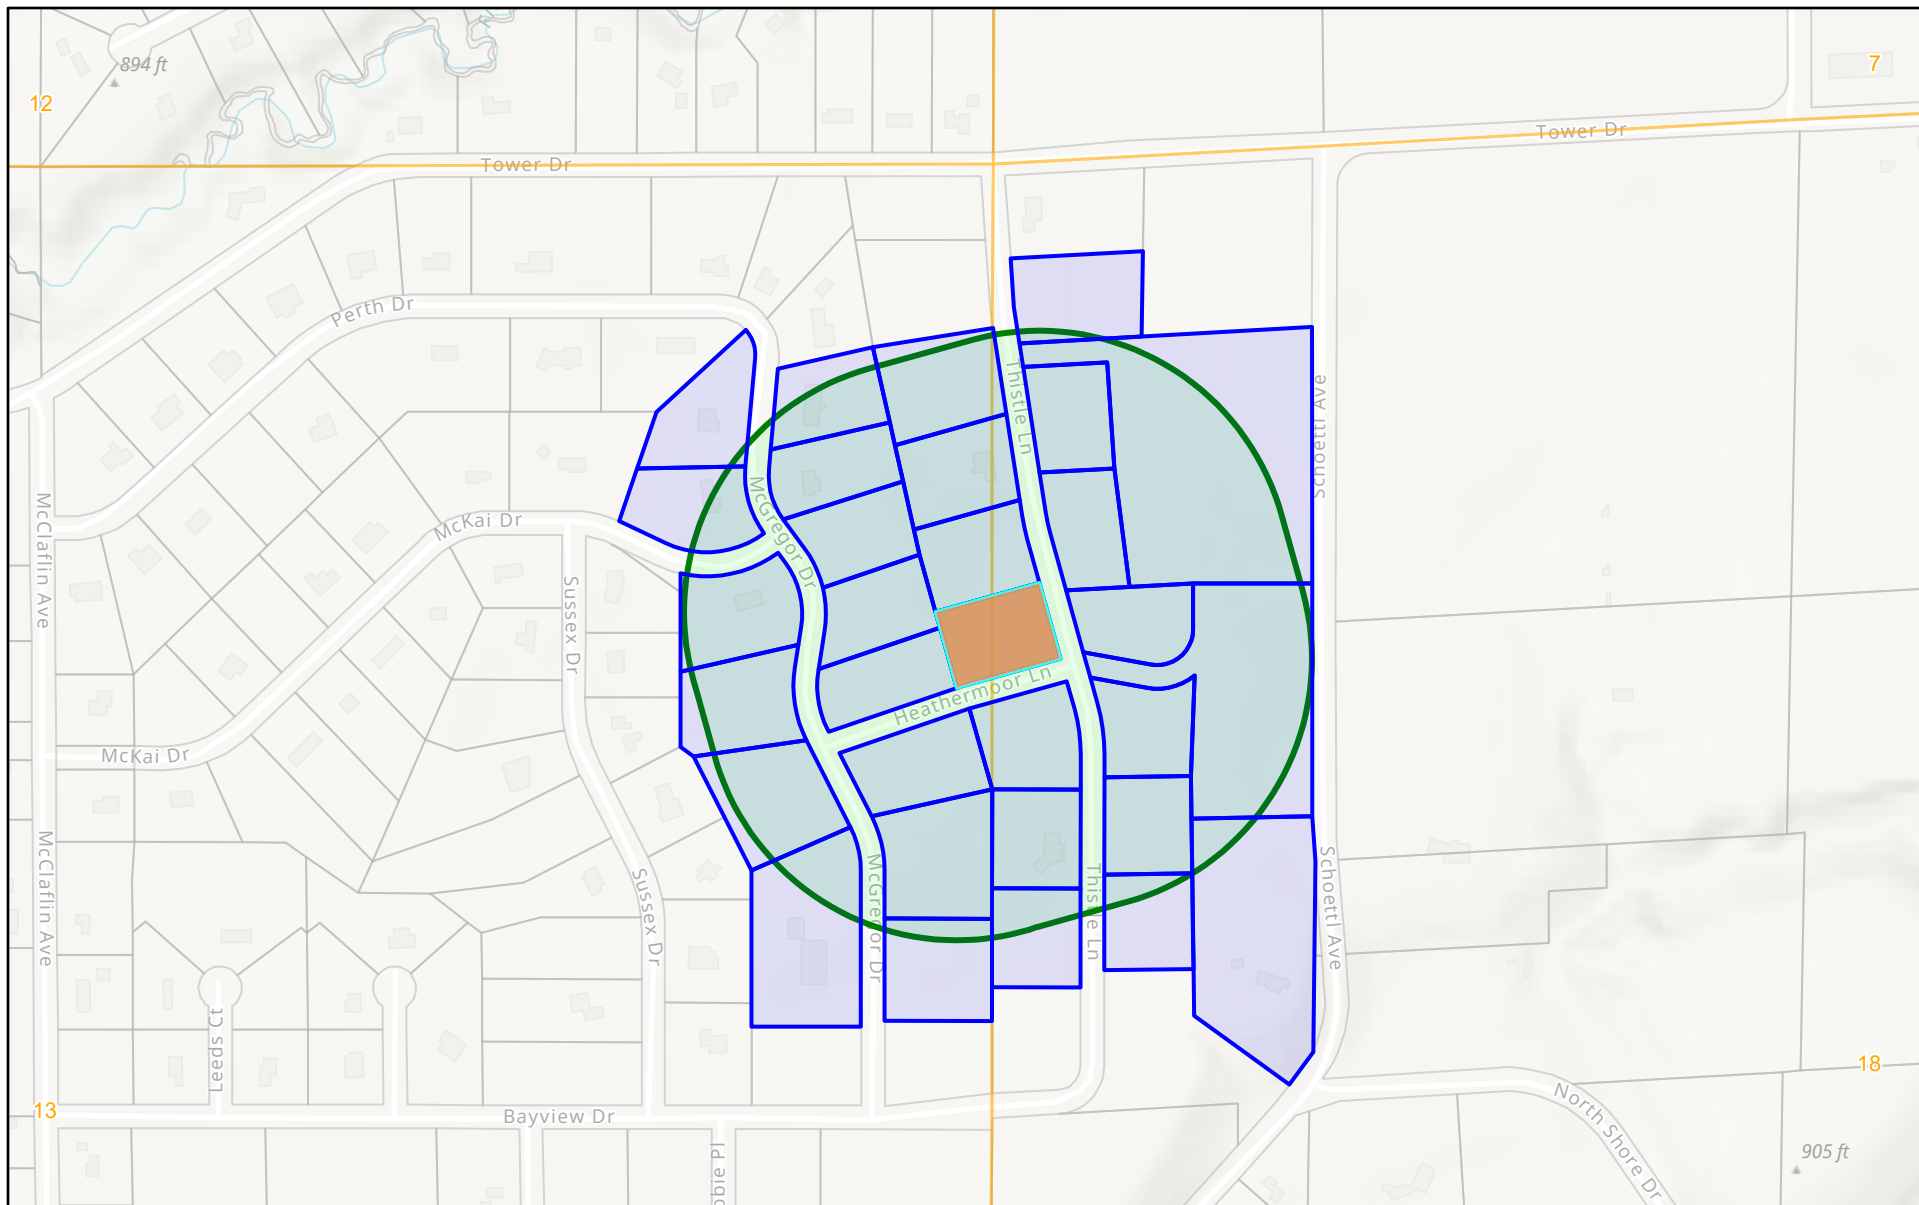 894 ft
7
12
Tower Dr
Tower Dr
Perth Dr
Thistle Ln
Schoettl Ave
McClaflin Ave
McKai Dr
McGregor Dr
Sussex Dr
Heathermoor Ln
McKai Dr
McClaflin Ave
Sussex Dr
McGregor Dr
Thistle Ln
Schoettl Ave
Leeds Ct
18
13
Bayview Dr
North Shore Dr
905 ft
obie Pl